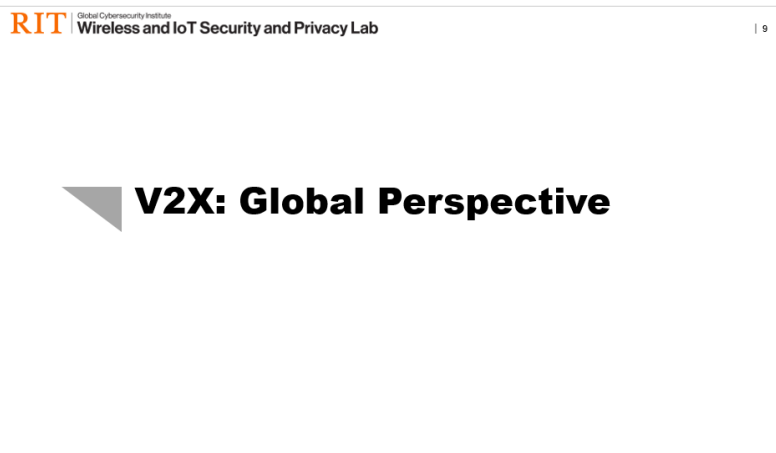 RIT
Global Cybersecurity Institute
Wireless and IoT Security and Privacy Lab
| 9
V2X: Global Perspective